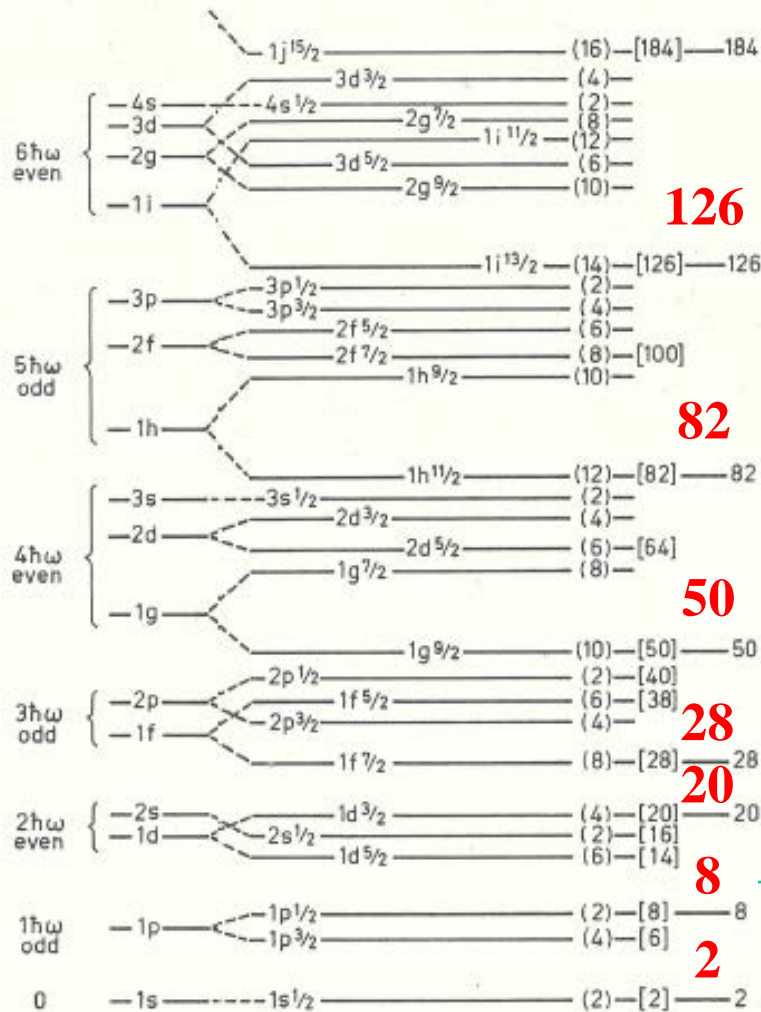 1j 15/2 (16) [184] 184
3d 3/2 (4)
4s 4s 1/2 (2)
3d 2g 7/2 (8)
6ħω even 2g 1i 11/2 (12)
3d 5/2 (6)
2g 9/2 (10)
1i 126
1i 13/2 (14) [126] 126
3p 3p 1/2 (2)
3p 3/2 (4)
2f 2f 5/2 (6)
5ħω odd 2f 7/2 (8) [100]
1h 9/2 (10)
1h 82
1h 11/2 (12) [82] 82
3s 3s 1/2 (2)
2d 2d 3/2 (4)
4ħω even 2d 5/2 (6) [64]
1g 7/2 (8)
1g 50
1g 9/2 (10) [50] 50
2p 1/2 (2) [40]
3ħω odd 2p 1f 5/2 (6) [38]
1f 2p 3/2 (4) 28
1f 7/2 (8) [28] 28
20
2ħω even 2s 1d 3/2 (4) [20] 20
1d 2s 1/2 (2) [16]
1d 5/2 (6) [14]
8
1ħω odd 1p 1p 1/2 (2) [8] 8
1p 3/2 (4) [6]
2
0 1s 1s 1/2 (2) [2] 2